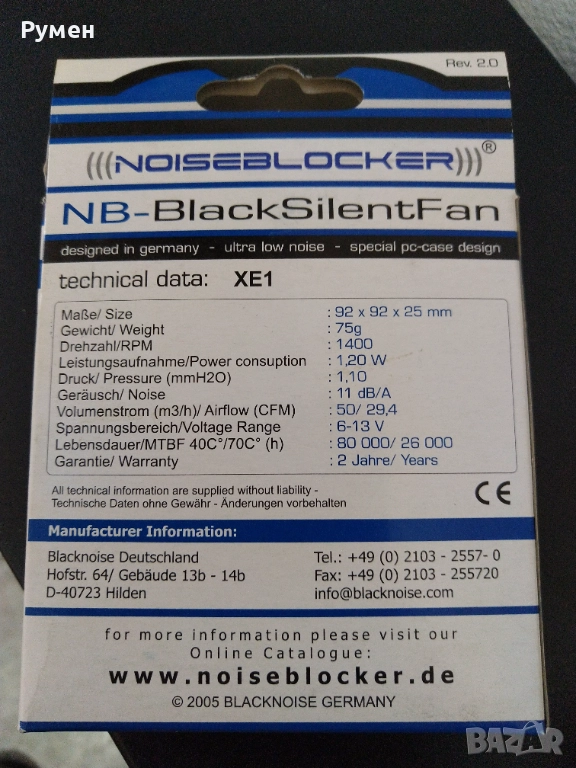 Румен
Rev. 2.0
(((NOISEBLOCKER)))®
NB-BlackSilentFan
designed in germany - ultra low noise - special pc-case design
technical data: XE1
Maße/ Size : 92 x 92 x 25 mm
Gewicht/ Weight : 75g
Drehzahl/RPM : 1400
Leistungsaufnahme/Power consuption : 1,20 W
Druck/ Pressure (mmH2O) : 1,10
Geräusch/ Noise : 11 dB/A
Volumenstrom (m3/h)/ Airflow (CFM) : 50/ 29,4
Spannungsbereich/Voltage Range : 6-13 V
Lebensdauer/MTBF 40C°/70C° (h) : 80 000/ 26 000
Garantie/ Warranty : 2 Jahre/ Years
All technical information are supplied without liability -
Technische Daten ohne Gewähr - Änderungen vorbehalten
CE
Manufacturer Information:
Blacknoise Deutschland Tel.: +49 (0) 2103 - 2557- 0
Hofstr. 64/ Gebäude 13b - 14b Fax: +49 (0) 2103 - 255720
D-40723 Hilden info@blacknoise.com
for more information please visit our
Online Catalogue:
www.noiseblocker.de
© 2005 BLACKNOISE GERMANY
BAZAR